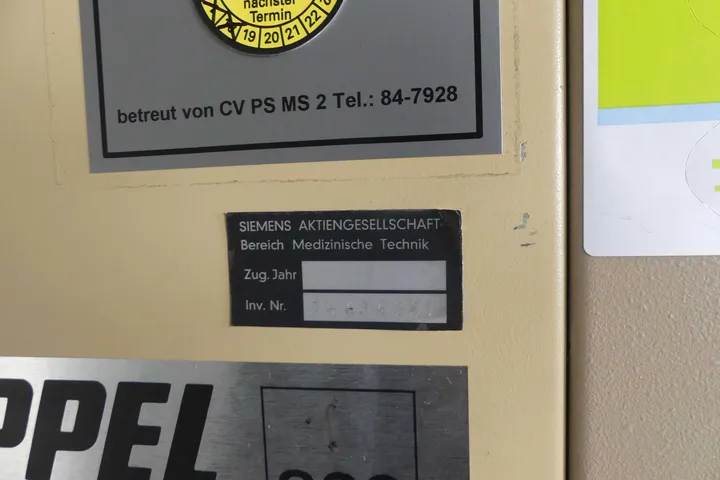 nächster
Termin
19 20 21 22
betreut von CV PS MS 2 Tel.: 84-7928
SIEMENS AKTIENGESELLSCHAFT
Bereich Medizinische Technik
Zug. Jahr
Inv. Nr.
PPEL